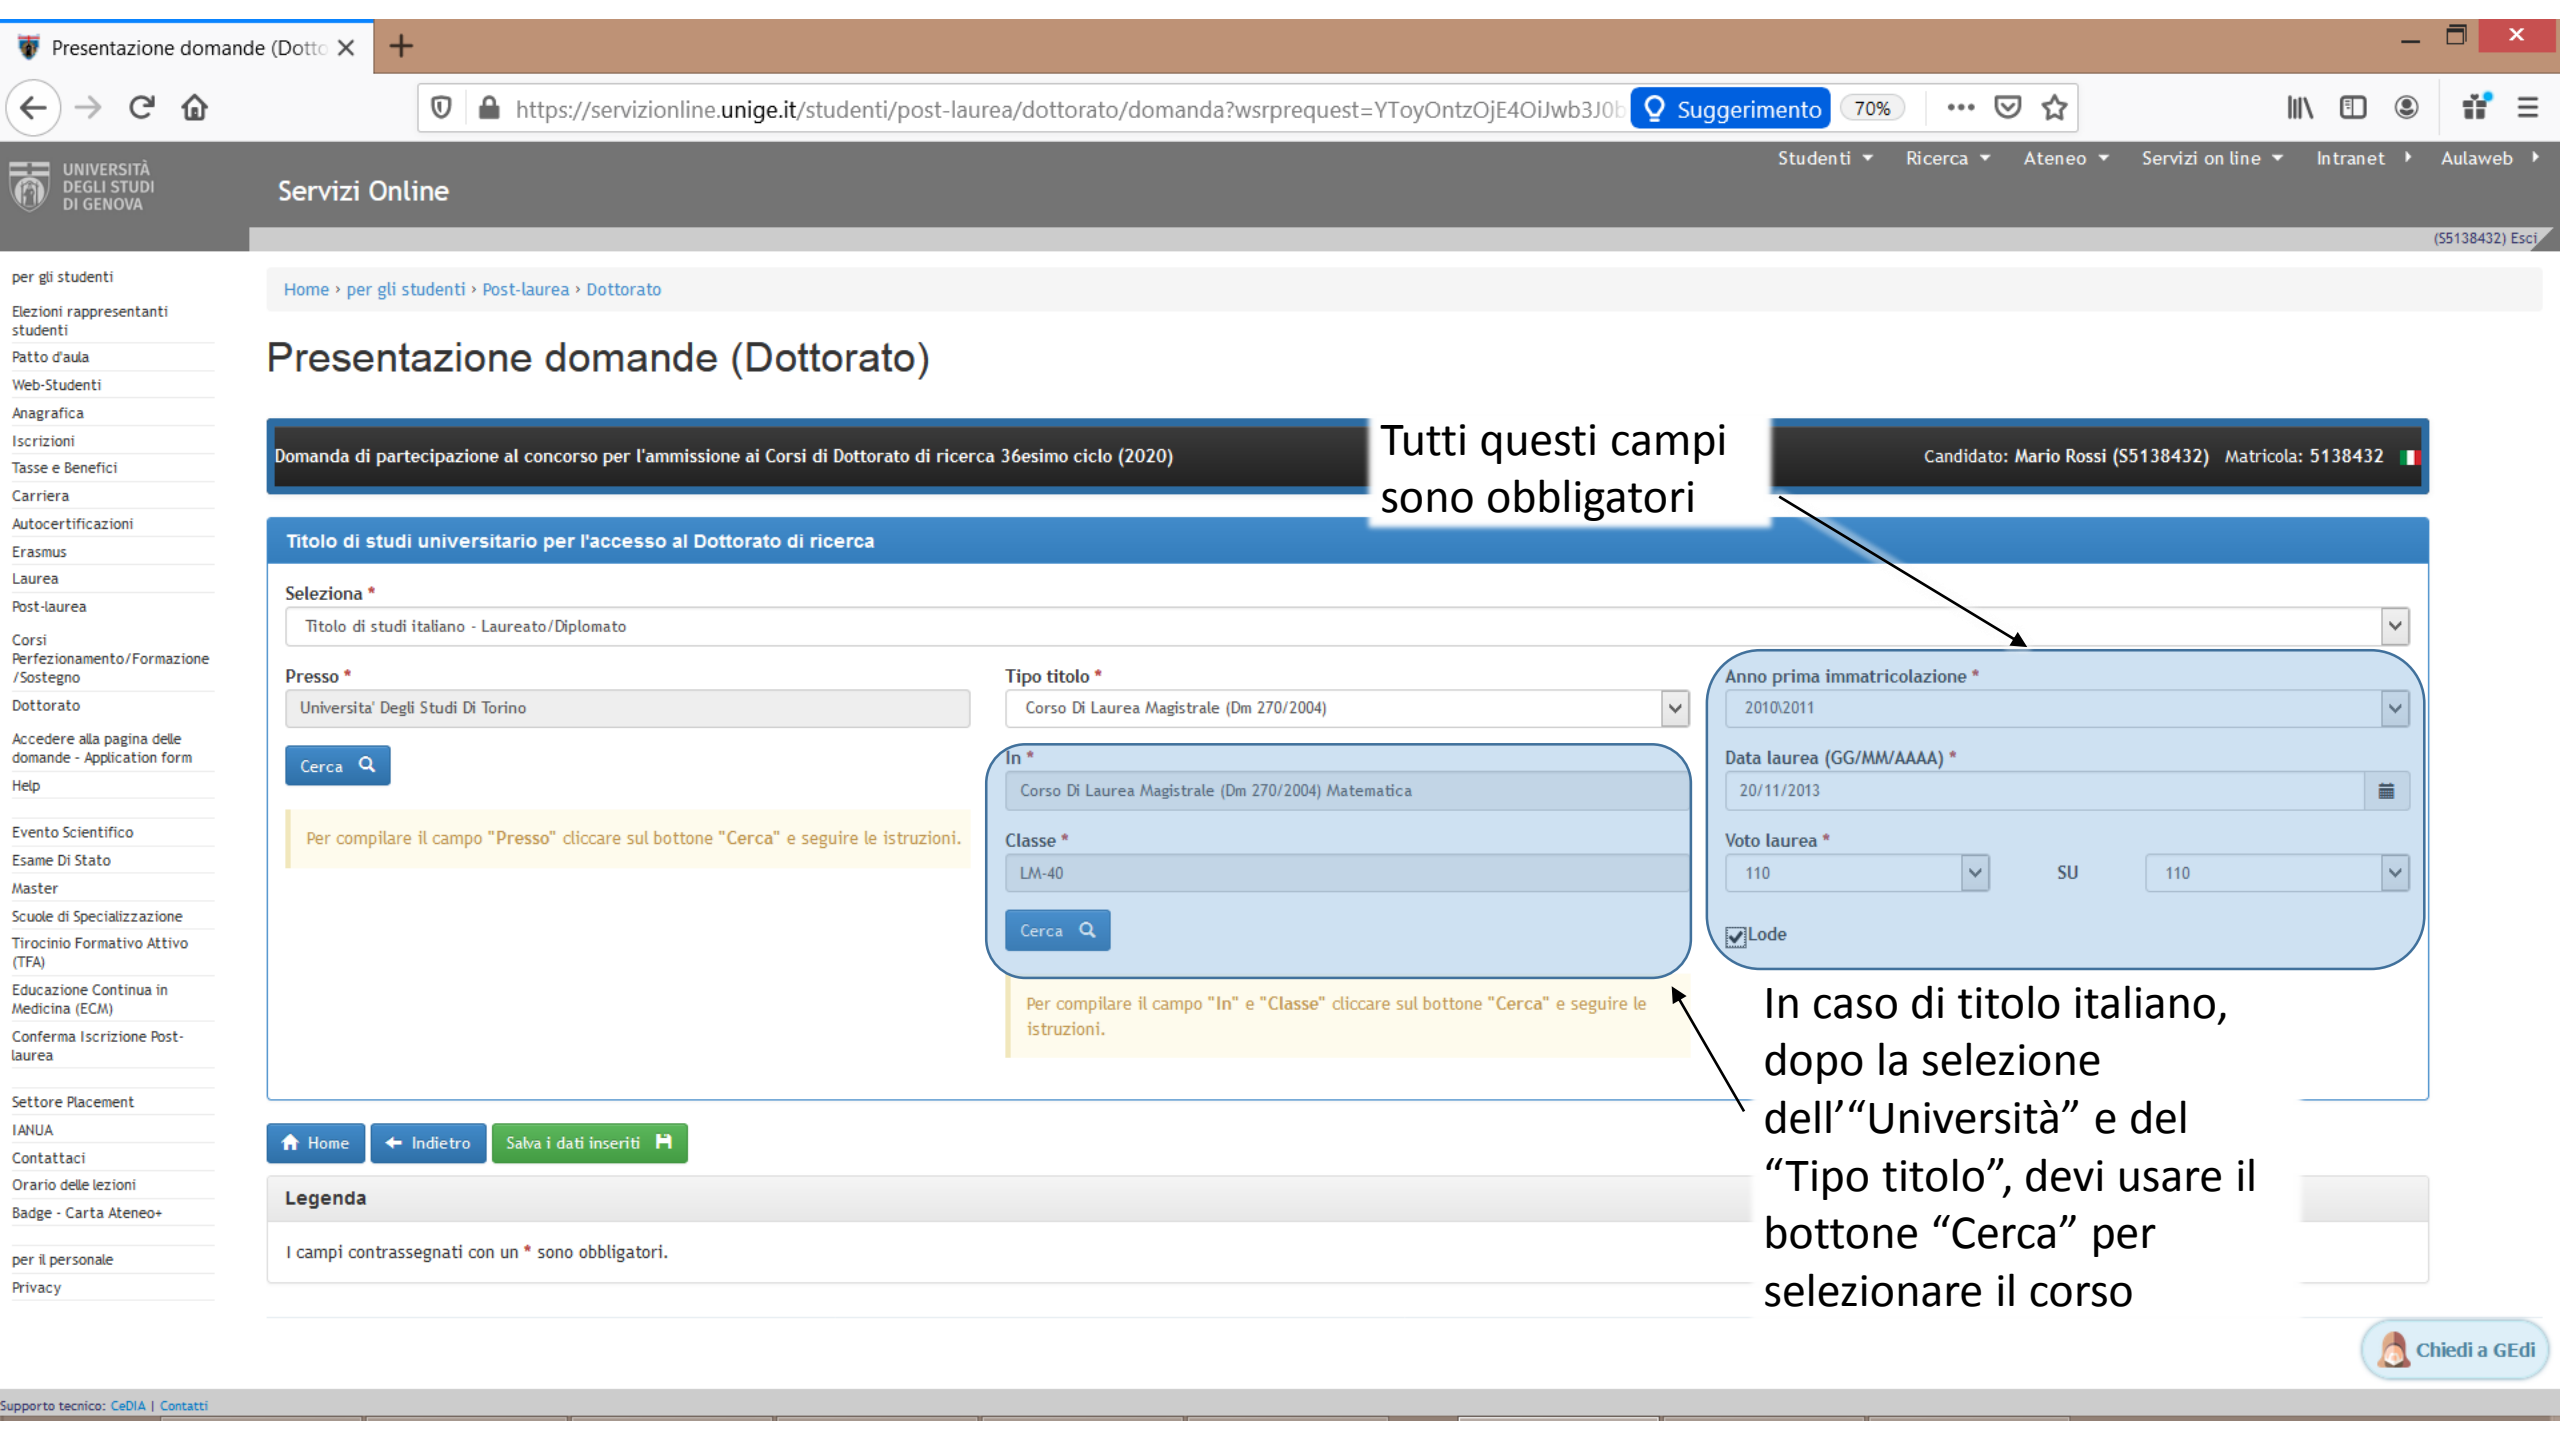 Presentazione domande (Dotto
https://servizionline.unige.it/studenti/post-laurea/dottorato/domanda?wsrprequest=YToyOntzOjE4OiJwb3J0b
Suggerimento
70%
UNIVERSITÀ
DEGLI STUDI
DI GENOVA
Servizi Online
Studenti
Ricerca
Ateneo
Servizi on line
Intranet
Aulaweb
(S5138432) Esci
per gli studenti
Elezioni rappresentanti
studenti
Patto d'aula
Web-Studenti
Anagrafica
Iscrizioni
Tasse e Benefici
Carriera
Autocertificazioni
Erasmus
Laurea
Post-laurea
Corsi
Perfezionamento/Formazione
/Sostegno
Dottorato
Accedere alla pagina delle
domande - Application form
Help
Evento Scientifico
Esame Di Stato
Master
Scuole di Specializzazione
Tirocinio Formativo Attivo
(TFA)
Educazione Continua in
Medicina (ECM)
Conferma Iscrizione Post-
laurea
Settore Placement
IANUA
Contattaci
Orario delle lezioni
Badge - Carta Ateneo+
per il personale
Privacy
Home › per gli studenti › Post-laurea › Dottorato
Presentazione domande (Dottorato)
Domanda di partecipazione al concorso per l'ammissione ai Corsi di Dottorato di ricerca 36esimo ciclo (2020)
Candidato: Mario Rossi (S5138432) Matricola: 5138432
Tutti questi campi
sono obbligatori
Titolo di studi universitario per l'accesso al Dottorato di ricerca
Seleziona *
Titolo di studi italiano - Laureato/Diplomato
Presso *
Universita' Degli Studi Di Torino
Cerca
Per compilare il campo "Presso" cliccare sul bottone "Cerca" e seguire le istruzioni.
Tipo titolo *
Corso Di Laurea Magistrale (Dm 270/2004)
In *
Corso Di Laurea Magistrale (Dm 270/2004) Matematica
Classe *
LM-40
Cerca
Per compilare il campo "In" e "Classe" cliccare sul bottone "Cerca" e seguire le
istruzioni.
Anno prima immatricolazione *
2010\2011
Data laurea (GG/MM/AAAA) *
20/11/2013
Voto laurea *
110 SU 110
Lode
In caso di titolo italiano,
dopo la selezione
dell'“Università” e del
“Tipo titolo”, devi usare il
bottone “Cerca” per
selezionare il corso
Home
Indietro
Salva i dati inseriti
Legenda
I campi contrassegnati con un * sono obbligatori.
Chiedi a GEdi
Supporto tecnico: CeDIA | Contatti